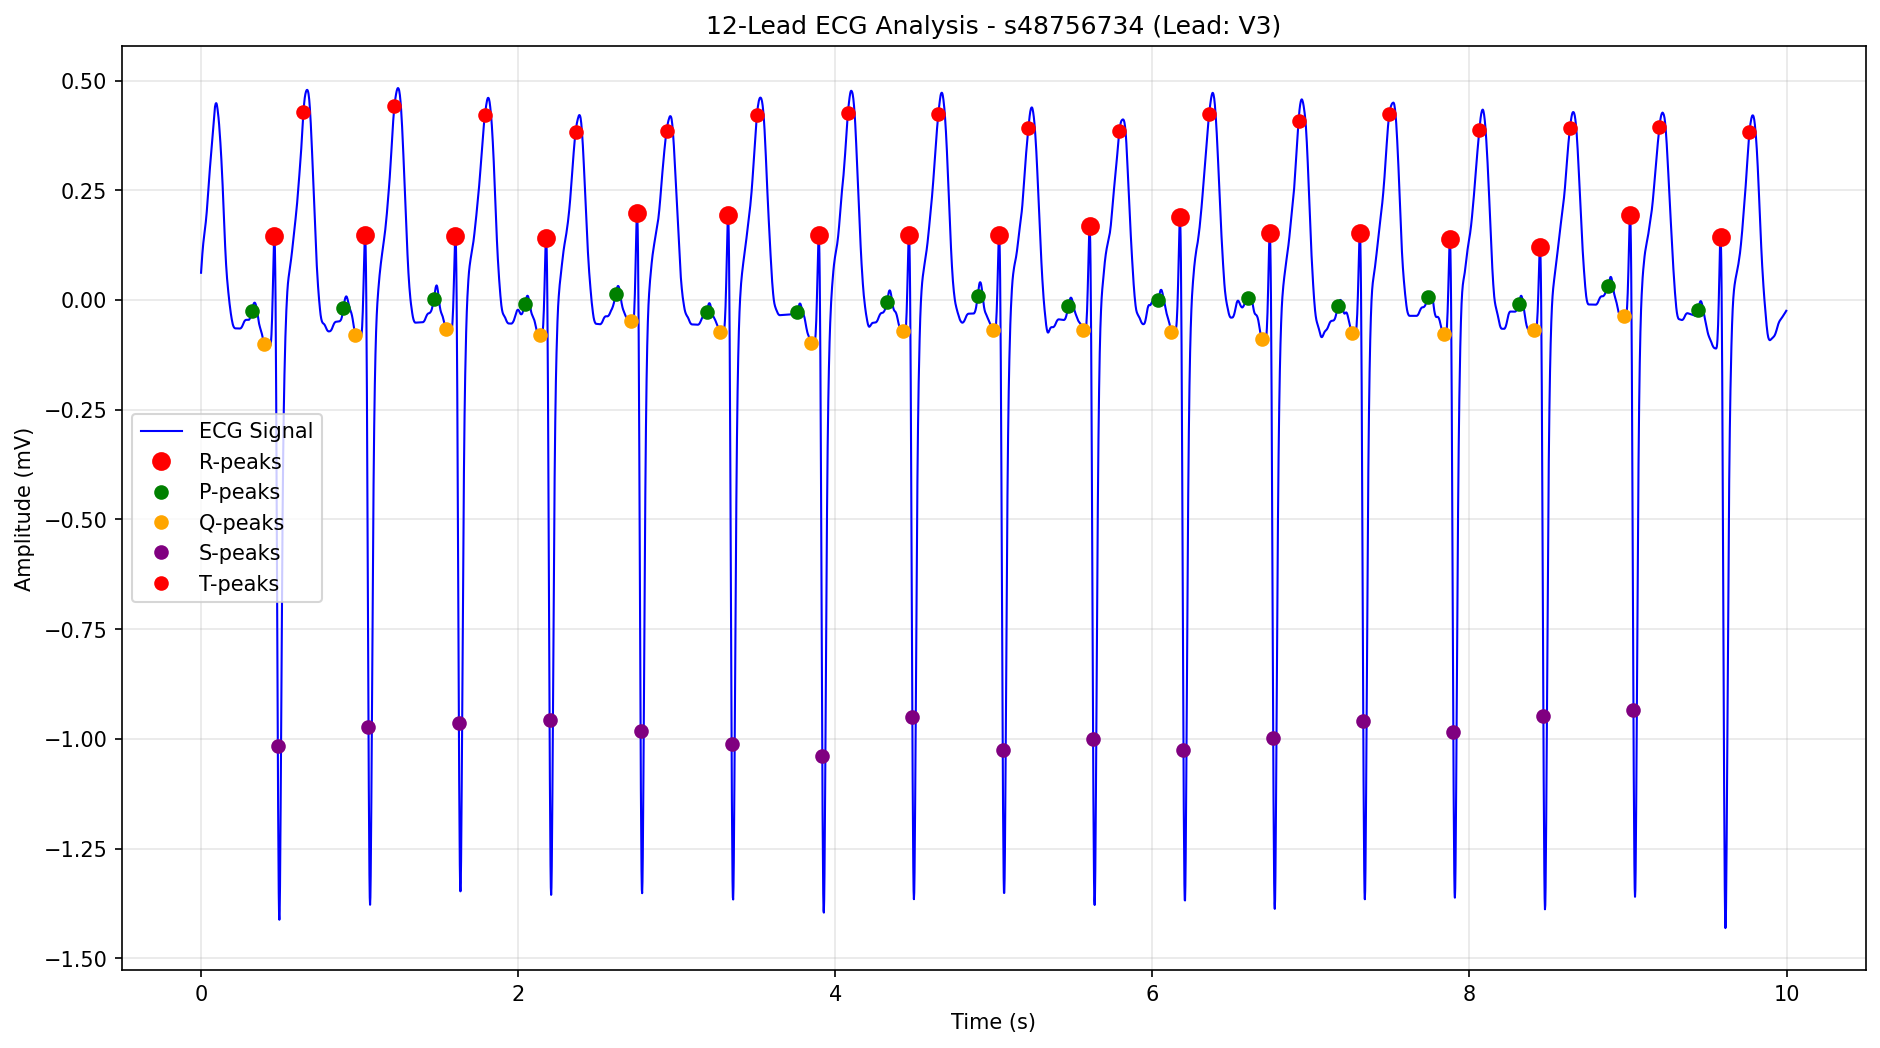 12-Lead ECG Analysis - s48756734 (Lead: V3)
0.50
0.25
0.00
−0.25
−0.50
−0.75
−1.00
−1.25
−1.50
Amplitude (mV)
ECG Signal
R-peaks
P-peaks
Q-peaks
S-peaks
T-peaks
0 2 4 6 8 10
Time (s)